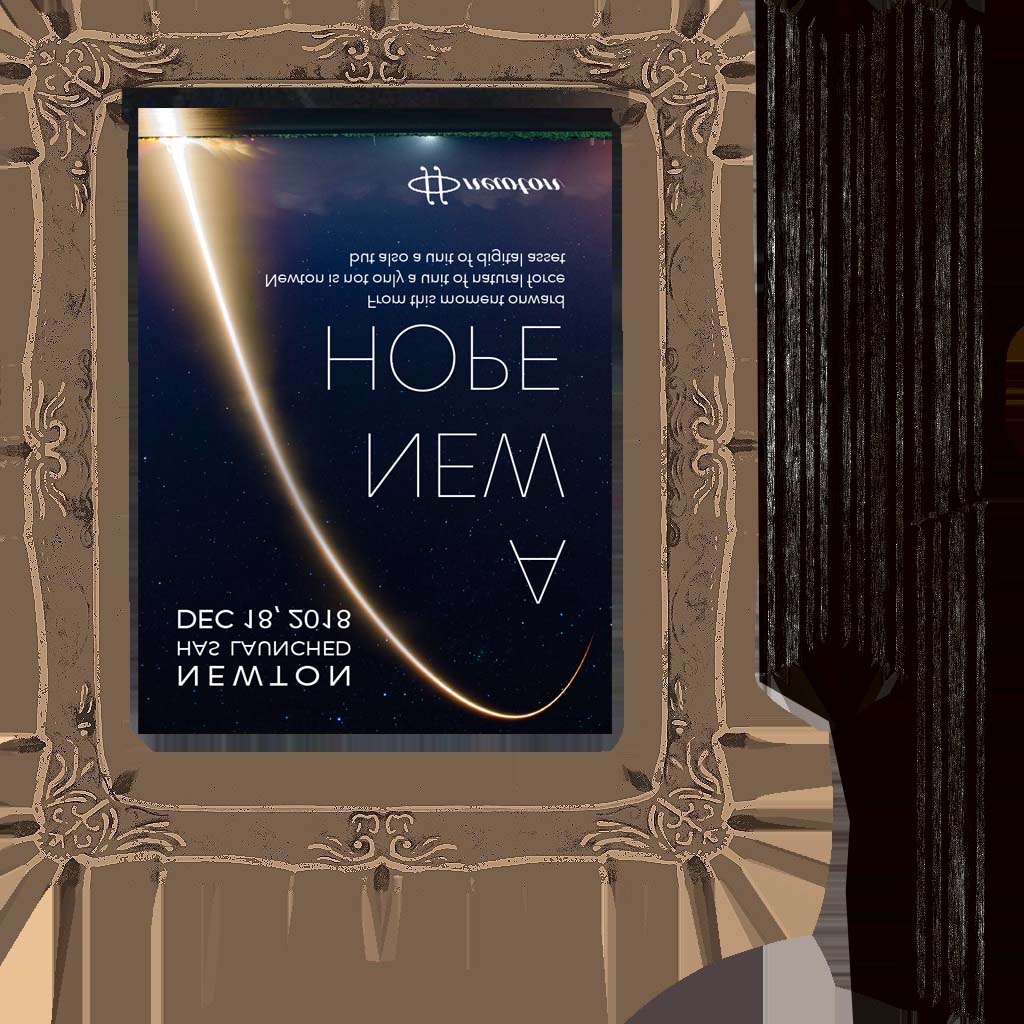 NEWTON
HAS LAUNCHED
DEC 18, 2018
A
NEW
HOPE
From this moment onward
Newton is not only a unit of natural force
but also a unit of digital asset
newton